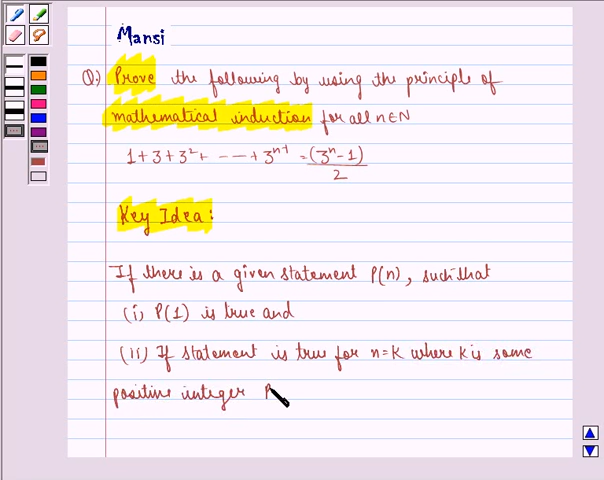 Mansi
Q:) Prove the following by using the principle of
mathematical induction for all n∈N
1+3+3²+ - - - + 3ⁿ⁻¹ = (3ⁿ-1)/2
Key Idea:
If there is a given statement P(n), such that
(i) P(1) is true and
(ii) If statement is true for n=k where k is some
positive integer P